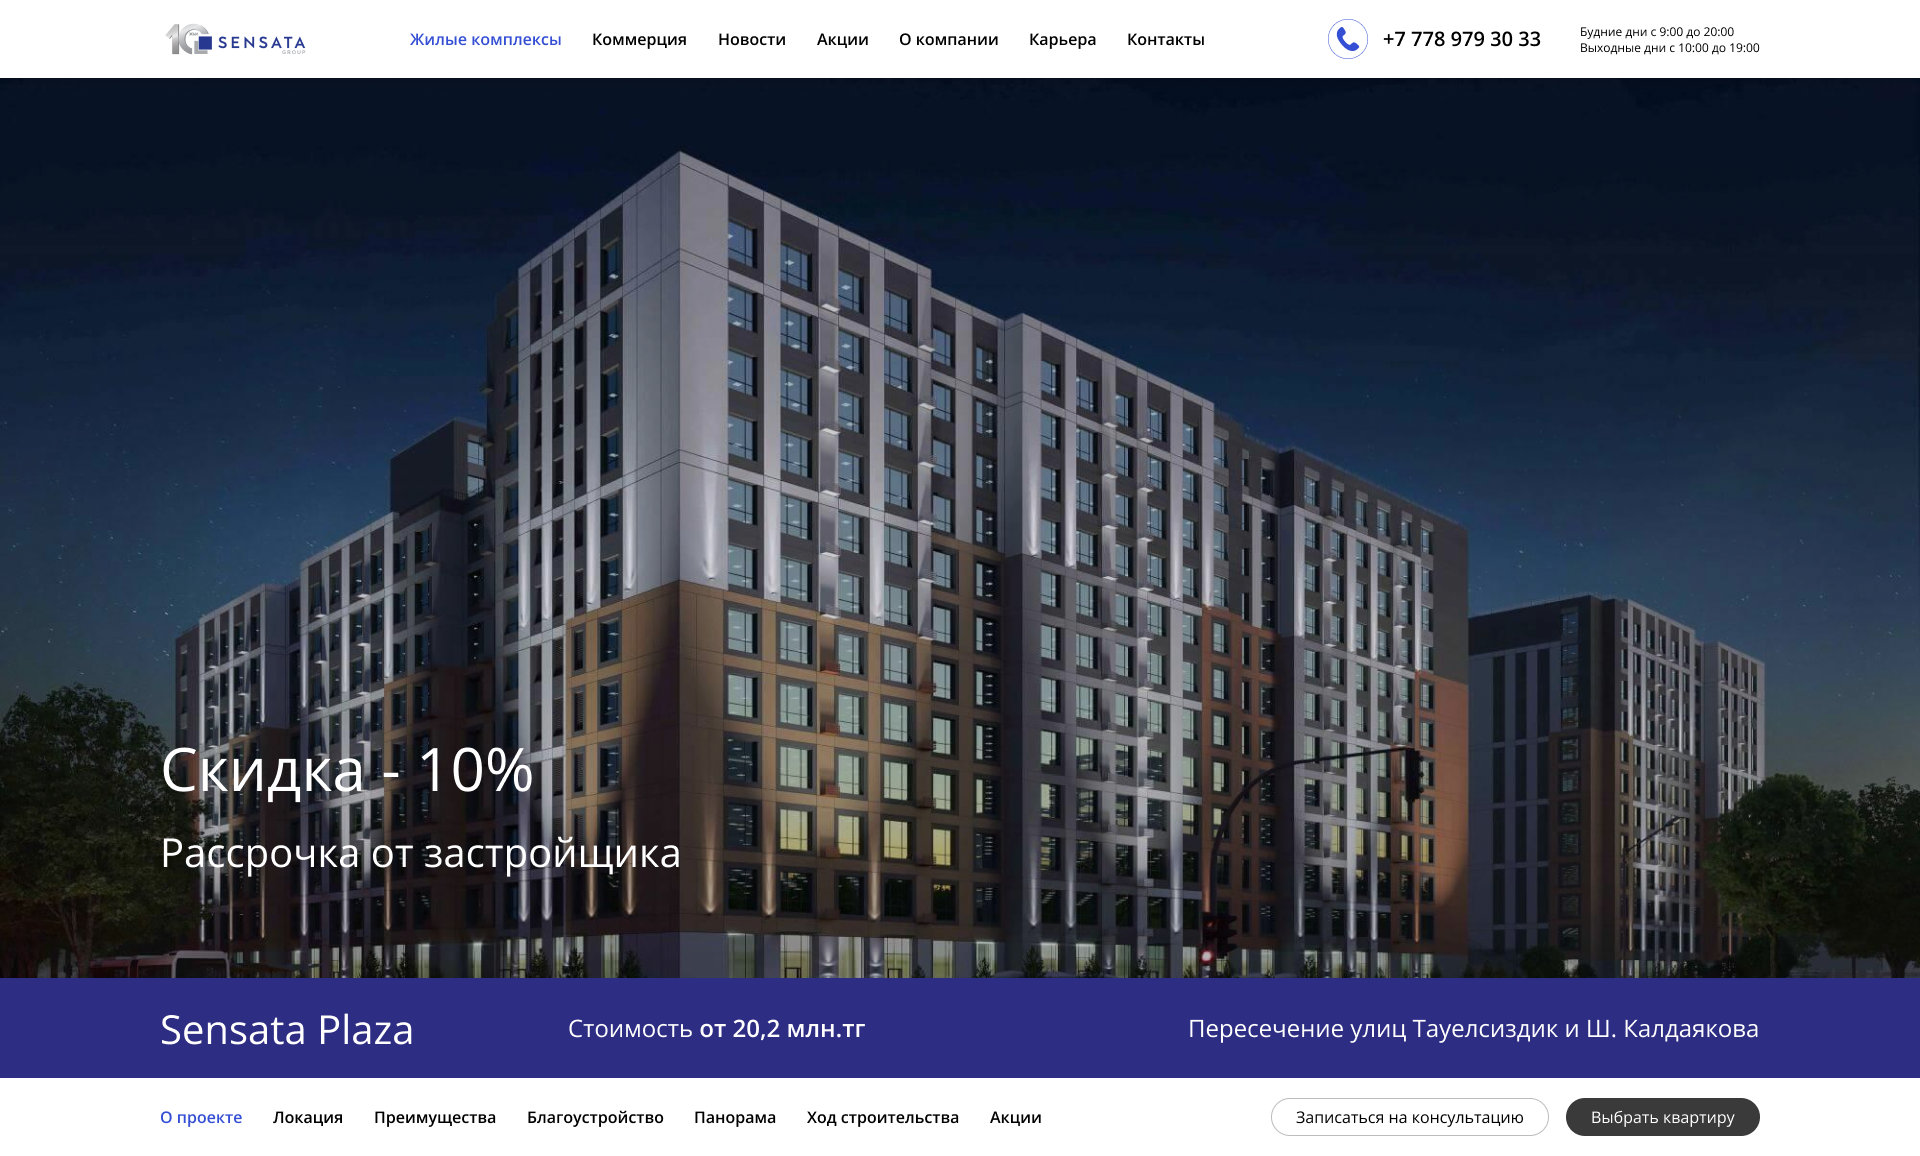 10 SENSATA
GROUP
Жилые комплексы Коммерция Новости Акции О компании Карьера Контакты
+7 778 979 30 33
Будние дни с 9:00 до 20:00
Выходные дни с 10:00 до 19:00
Скидка - 10%
Рассрочка от застройщика
Sensata Plaza
Стоимость от 20,2 млн.тг
Пересечение улиц Тауелсиздик и Ш. Калдаякова
О проекте Локация Преимущества Благоустройство Панорама Ход строительства Акции
Записаться на консультацию
Выбрать квартиру